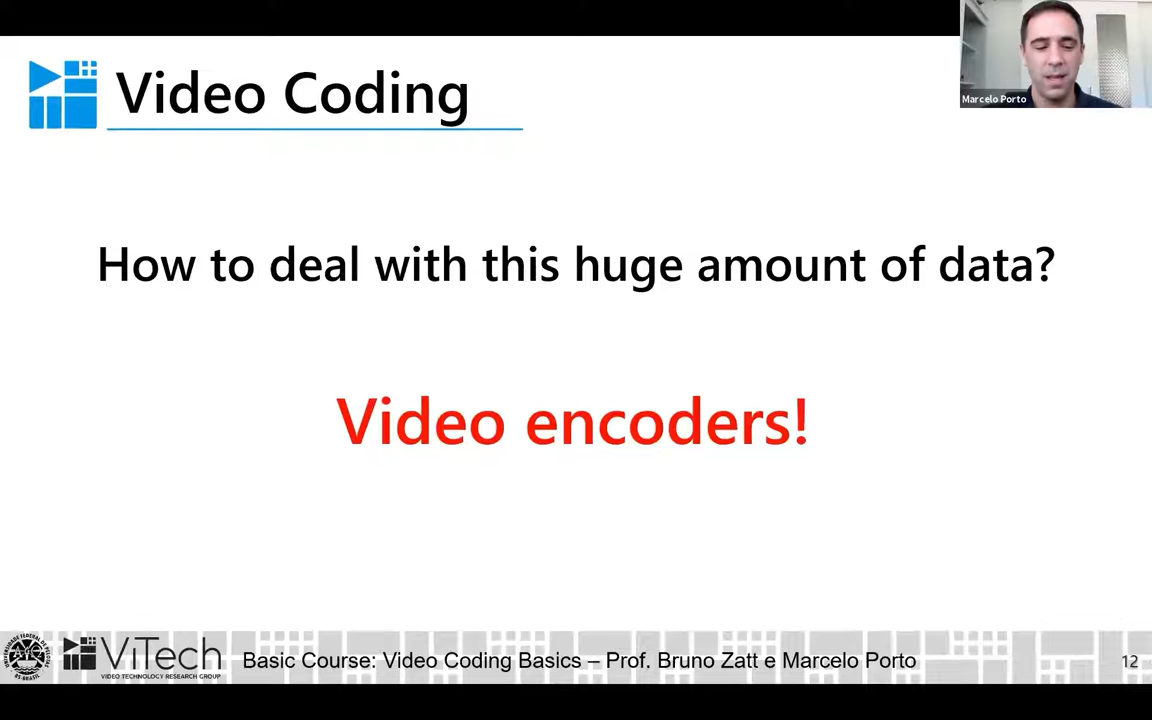 Marcelo Porto
Video Coding
How to deal with this huge amount of data?
Video encoders!
ViTech
VIDEO TECHNOLOGY RESEARCH GROUP
Basic Course: Video Coding Basics – Prof. Bruno Zatt e Marcelo Porto
12